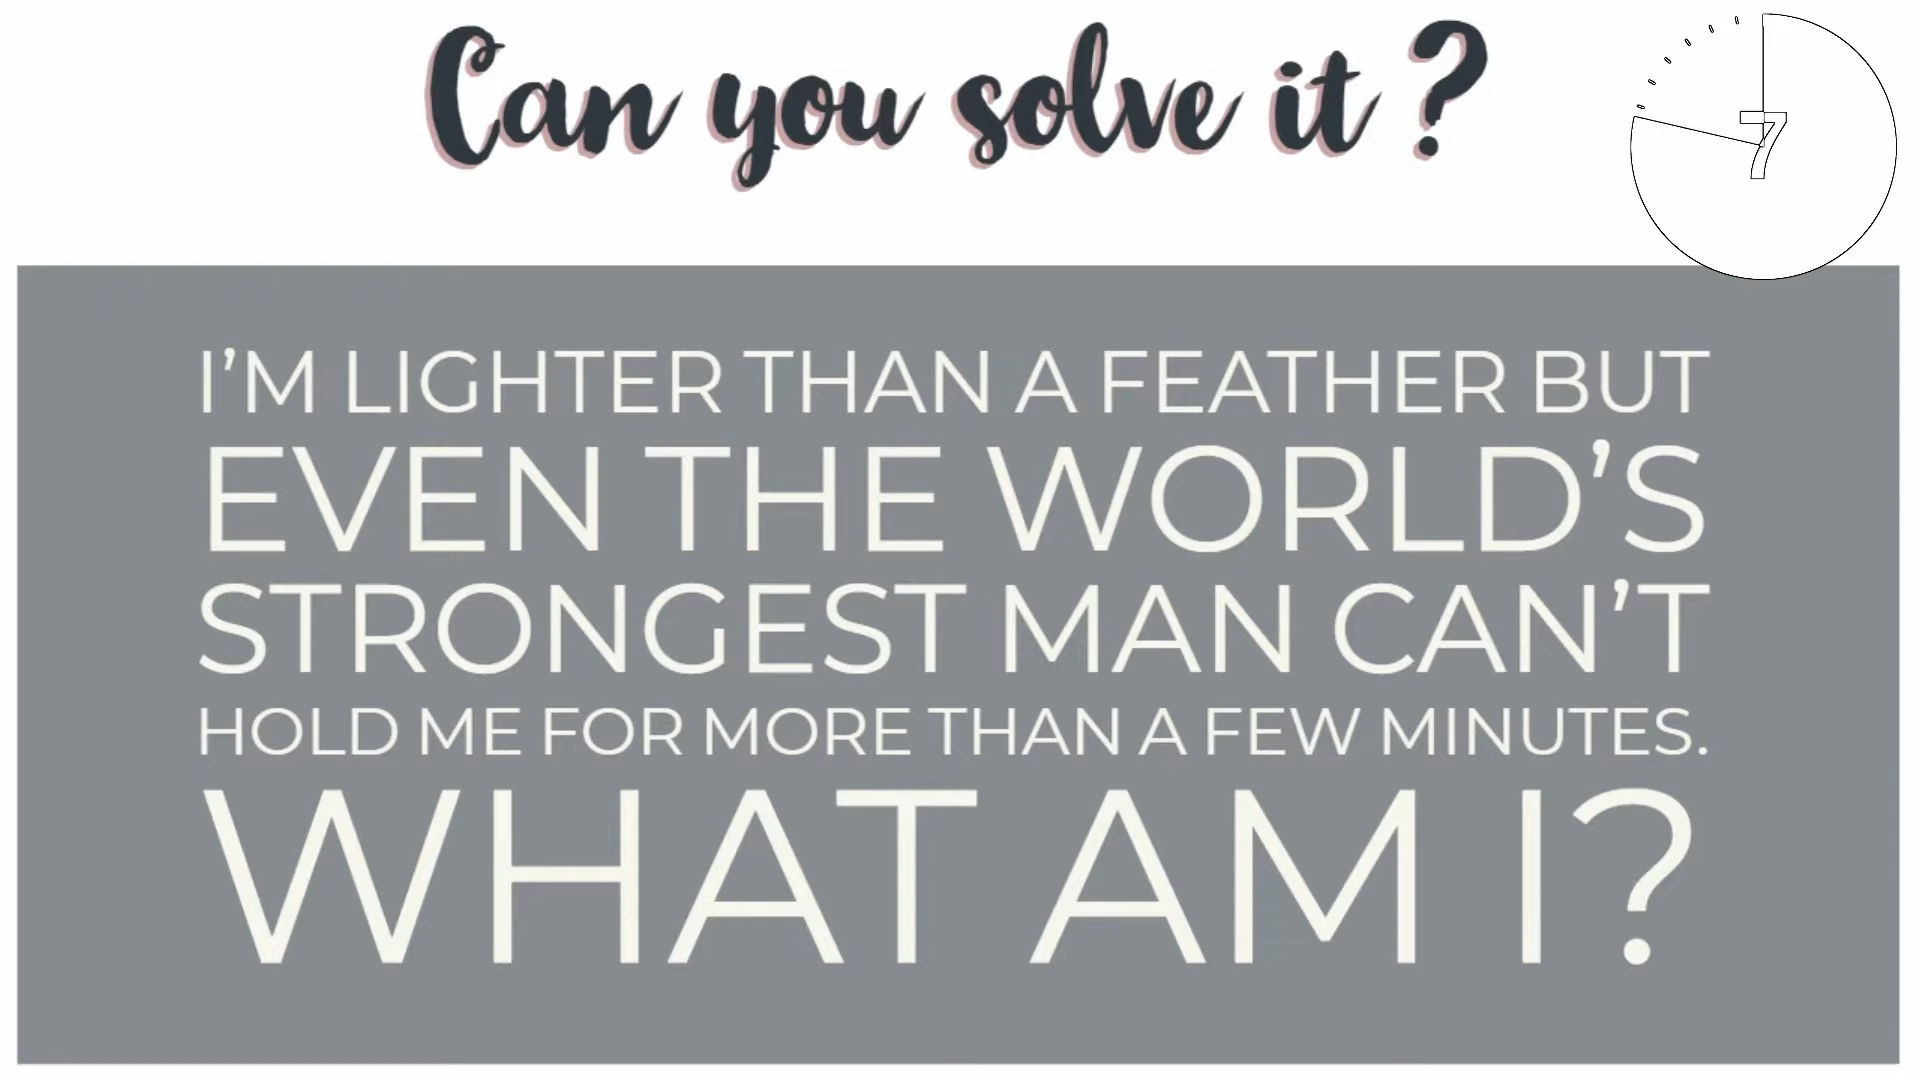 Can you solve it ?
7
I’M LIGHTER THAN A FEATHER BUT
EVEN THE WORLD’S
STRONGEST MAN CAN’T
HOLD ME FOR MORE THAN A FEW MINUTES.
WHAT AM I?